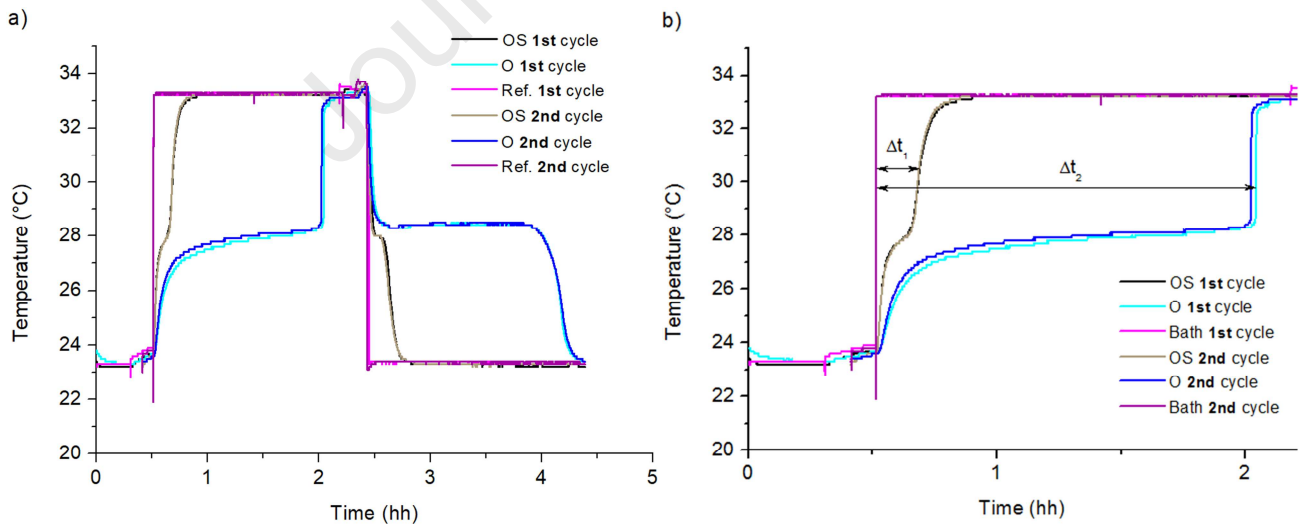 a)
Jour
OS 1st cycle
O 1st cycle
Ref. 1st cycle
OS 2nd cycle
O 2nd cycle
Ref. 2nd cycle
Temperature (°C)
34
32
30
28
26
24
22
20
0
1
2
3
4
5
Time (hh)
b)
Temperature (°C)
34
32
30
28
26
24
22
20
Δt1
Δt2
OS 1st cycle
O 1st cycle
Bath 1st cycle
OS 2nd cycle
O 2nd cycle
Bath 2nd cycle
0
1
2
Time (hh)